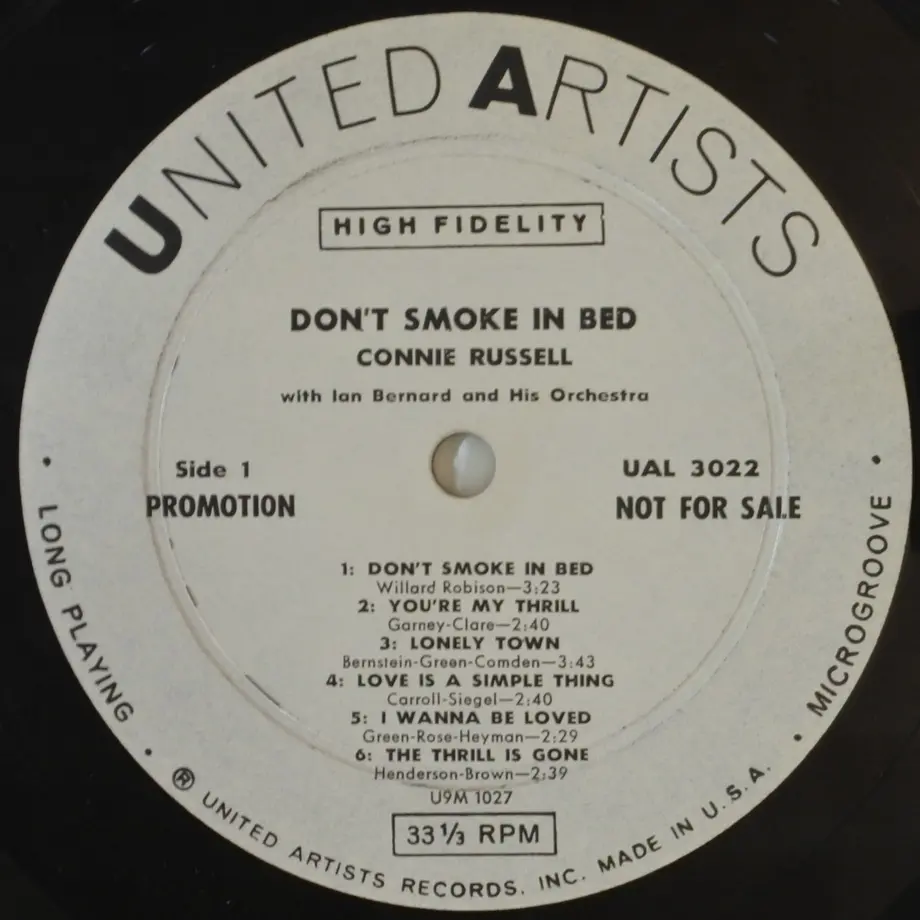 UNITED ARTISTS
HIGH FIDELITY
DON'T SMOKE IN BED
CONNIE RUSSELL
with Ian Bernard and His Orchestra
Side 1
UAL 3022
PROMOTION
NOT FOR SALE
1: DON'T SMOKE IN BED
Willard Robison—3:23
2: YOU'RE MY THRILL
Garney-Clare—2:40
3: LONELY TOWN
Bernstein-Green-Comden—3:43
4: LOVE IS A SIMPLE THING
Carroll-Siegel—2:40
5: I WANNA BE LOVED
Green-Rose-Heyman—2:29
6: THE THRILL IS GONE
Henderson-Brown—2:39
U9M 1027
33 1/3 RPM
• LONG PLAYING • ® UNITED ARTISTS RECORDS, INC. MADE IN U.S.A. • MICROGROOVE •